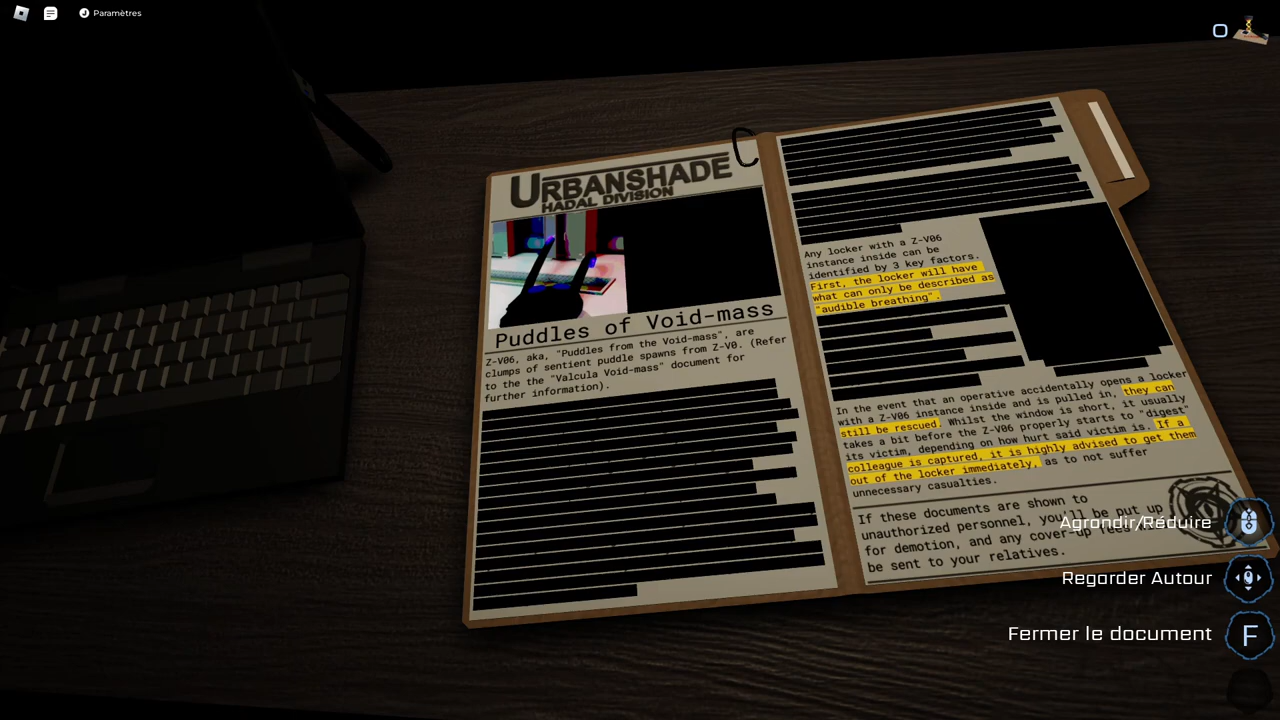 Paramètres
URBANSHADE
HADAL DIVISION
Puddles of Void-mass
Z-V06, aka, "Puddles from the Void-mass", are
clumps of sentient puddle spawns from Z-V0. (Refer
to the the "Valcula Void-mass" document for
further information).
Any locker with a Z-V06
instance inside can be
identified by 3 key factors.
First, the locker will have
what can only be described as
"audible breathing".
In the event that an operative accidentally opens a locker
with a Z-V06 instance inside and is pulled in, they can
still be rescued. Whilst the window is short, it usually
takes a bit before the Z-V06 properly starts to "digest"
its victim, depending on how hurt said victim is. If a
colleague is captured, it is highly advised to get them
out of the locker immediately, as to not suffer
unnecessary casualties.
If these documents are shown to
unauthorized personnel, you'll be put up
for demotion, and any cover-up fees
be sent to your relatives.
Agrandir/Réduire
Regarder Autour
Fermer le document
F